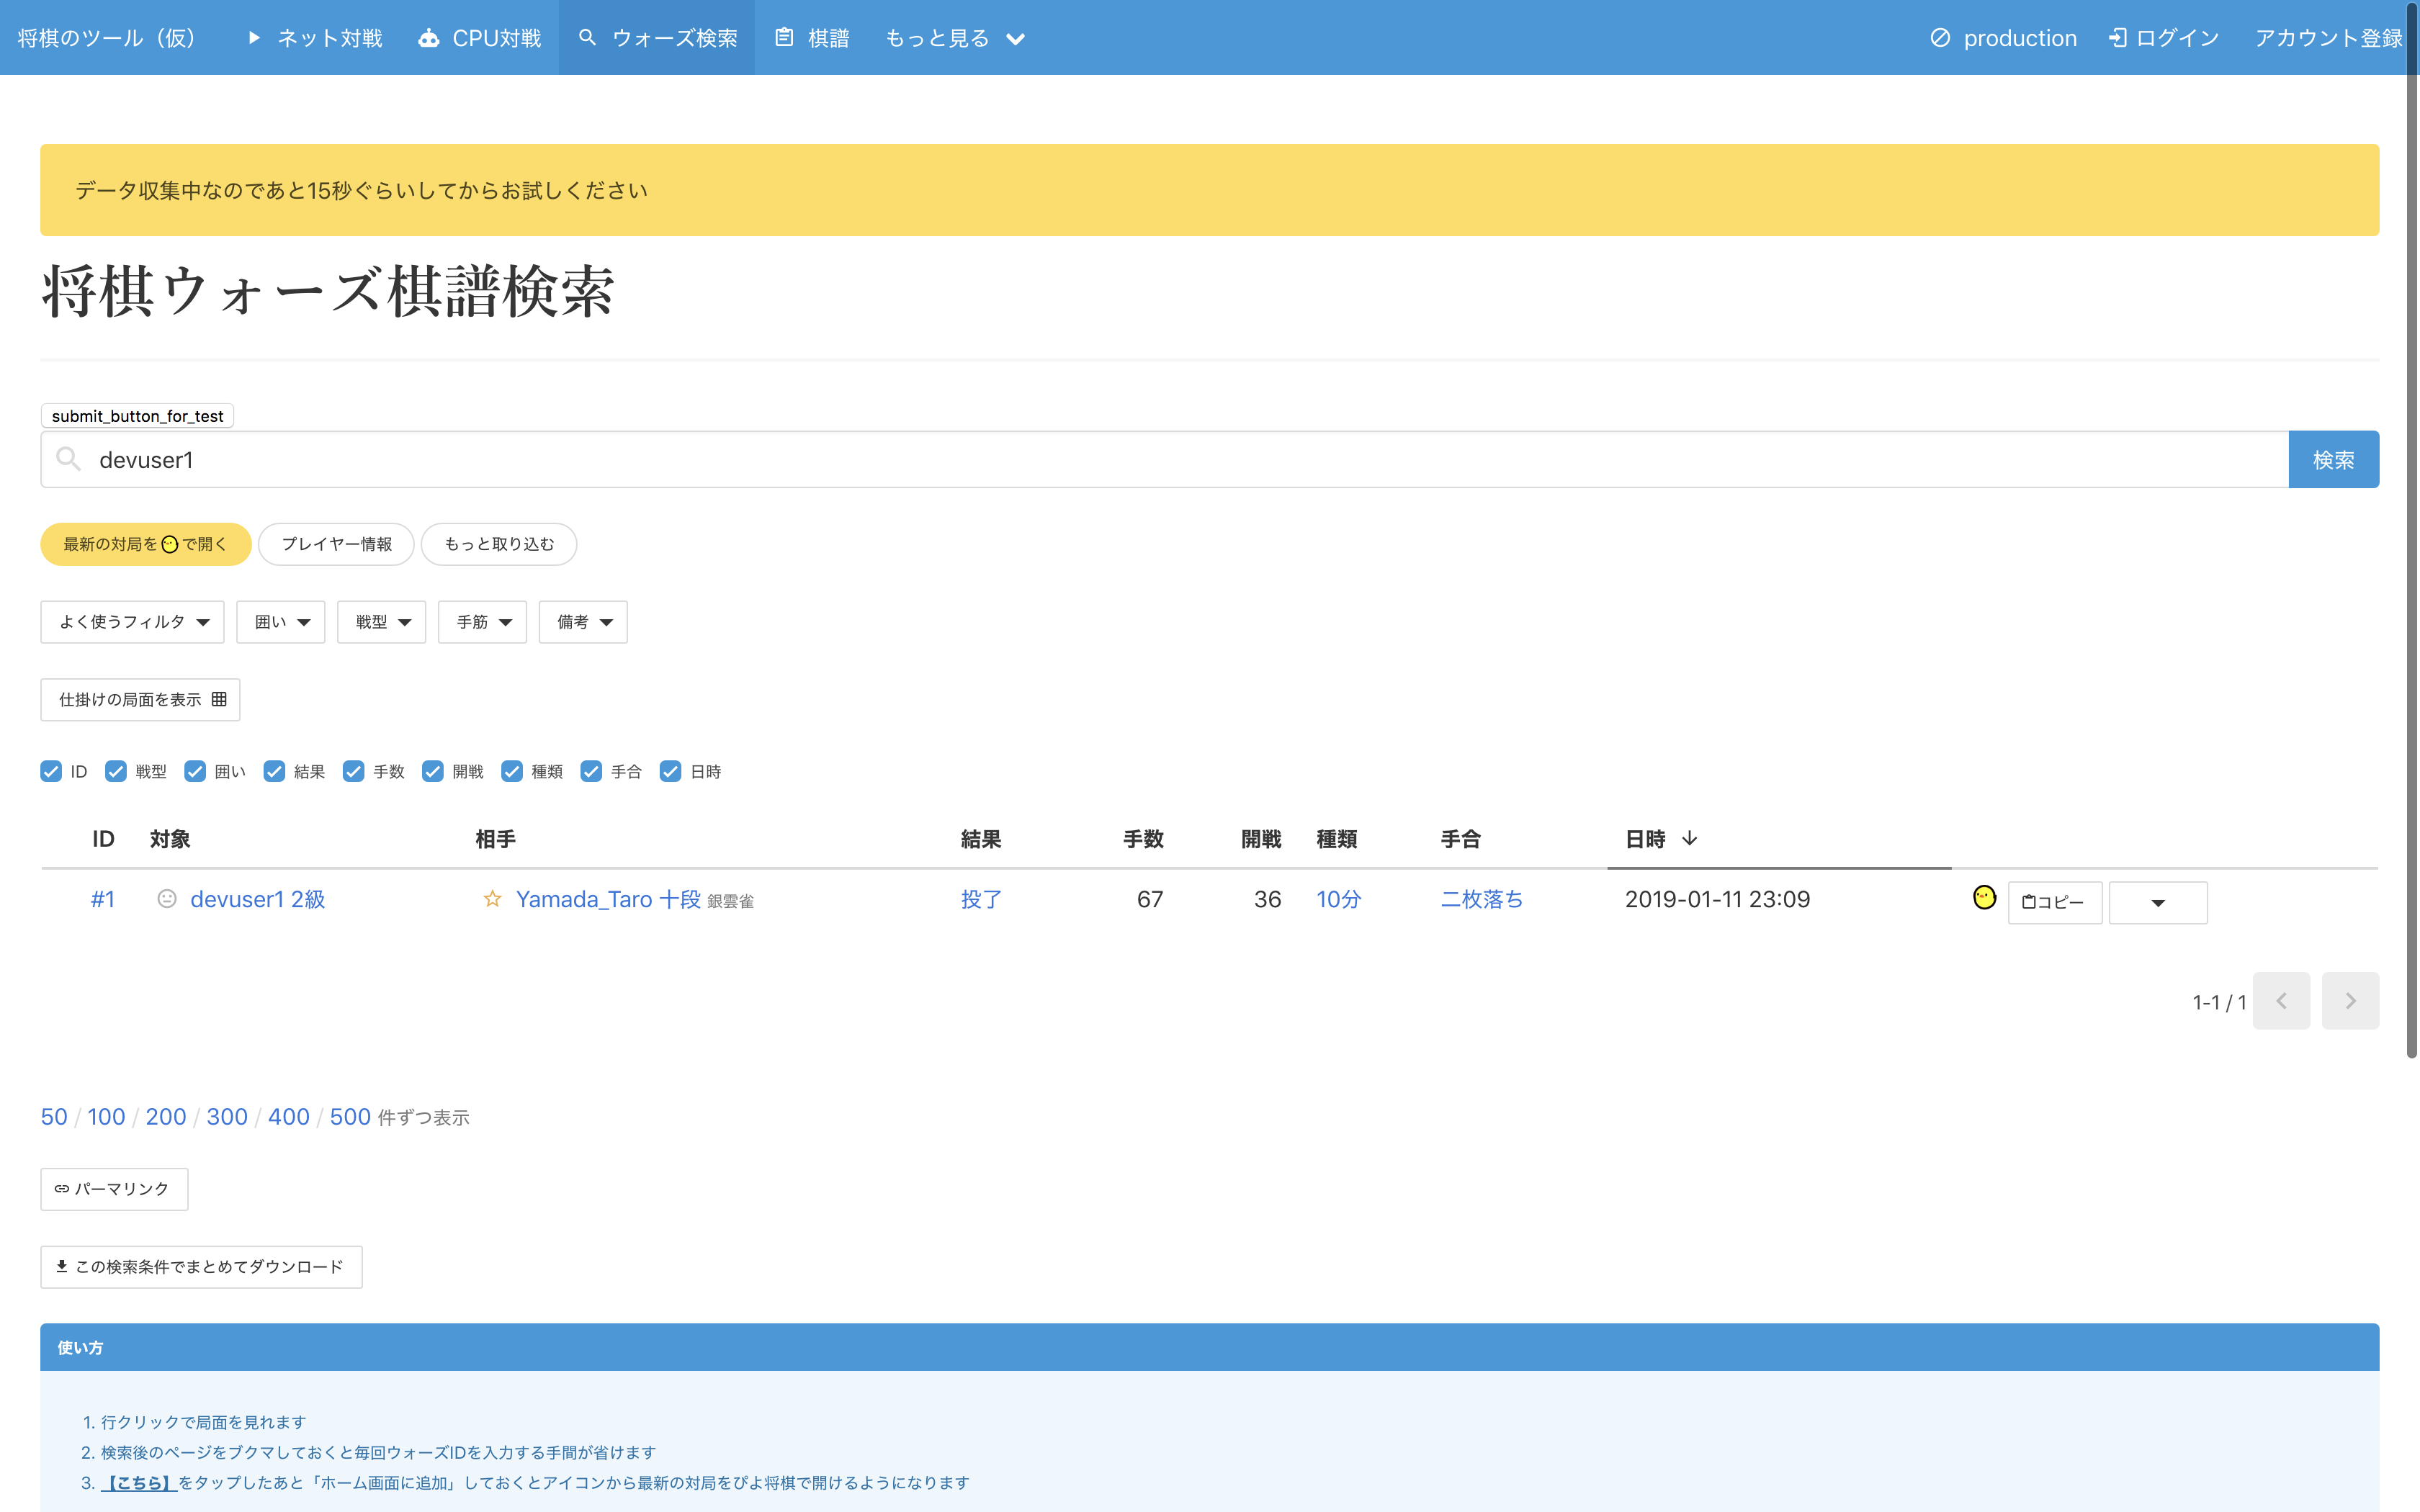 将棋のツール（仮） ネット対戦 CPU対戦 ウォーズ検索 棋譜 もっと見る production ログイン アカウント登録
データ収集中なのであと15秒ぐらいしてからお試しください
将棋ウォーズ棋譜検索
submit_button_for_test
devuser1 検索
最新の対局を で開く プレイヤー情報 もっと取り込む
よく使うフィルタ 囲い 戦型 手筋 備考
仕掛けの局面を表示
ID 戦型 囲い 結果 手数 開戦 種類 手合 日時
ID 対象 相手 結果 手数 開戦 種類 手合 日時
#1 devuser1 2級 Yamada_Taro 十段 銀雲雀 投了 67 36 10分 二枚落ち 2019-01-11 23:09 コピー
1-1 / 1
50 / 100 / 200 / 300 / 400 / 500 件ずつ表示
パーマリンク
この検索条件でまとめてダウンロード
使い方
1. 行クリックで局面を見れます
2. 検索後のページをブクマしておくと毎回ウォーズIDを入力する手間が省けます
3. 【こちら】をタップしたあと「ホーム画面に追加」しておくとアイコンから最新の対局をぴよ将棋で開けるようになります